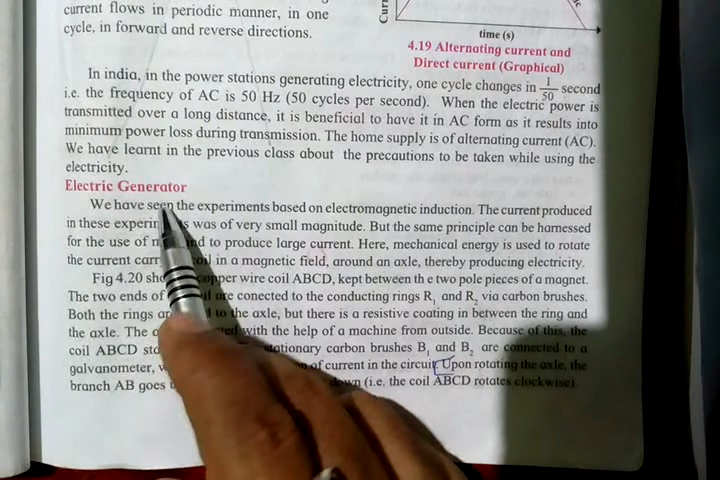 current flows in periodic manner, in one
cycle, in forward and reverse directions.
time (s)
4.19 Alternating current and
Direct current (Graphical)
In india, in the power stations generating electricity, one cycle changes in 1/50 second
i.e. the frequency of AC is 50 Hz (50 cycles per second). When the electric power is
transmitted over a long distance, it is beneficial to have it in AC form as it results into
minimum power loss during transmission. The home supply is of alternating current (AC).
We have learnt in the previous class about the precautions to be taken while using the
electricity.
Electric Generator
We have seen the experiments based on electromagnetic induction. The current produced
in these was of very small magnitude. But the same principle can be harnessed
for the use of to produce large current. Here, mechanical energy is used to rotate
the current in a magnetic field, around an axle, thereby producing electricity.
Fig 4.20 copper wire coil ABCD, kept between the two pole pieces of a magnet.
The two ends of are conected to the conducting rings R₁ and R₂ via carbon brushes.
Both the rings to the axle, but there is a resistive coating in between the ring and
the axle. The with the help of a machine from outside. Because of this, the
coil ABCD stationary carbon brushes B₁ and B₂ are connected to a
galvanometer, of current in the circuit. Upon rotating the axle, the
branch AB goes down (i.e. the coil ABCD rotates clockwise).